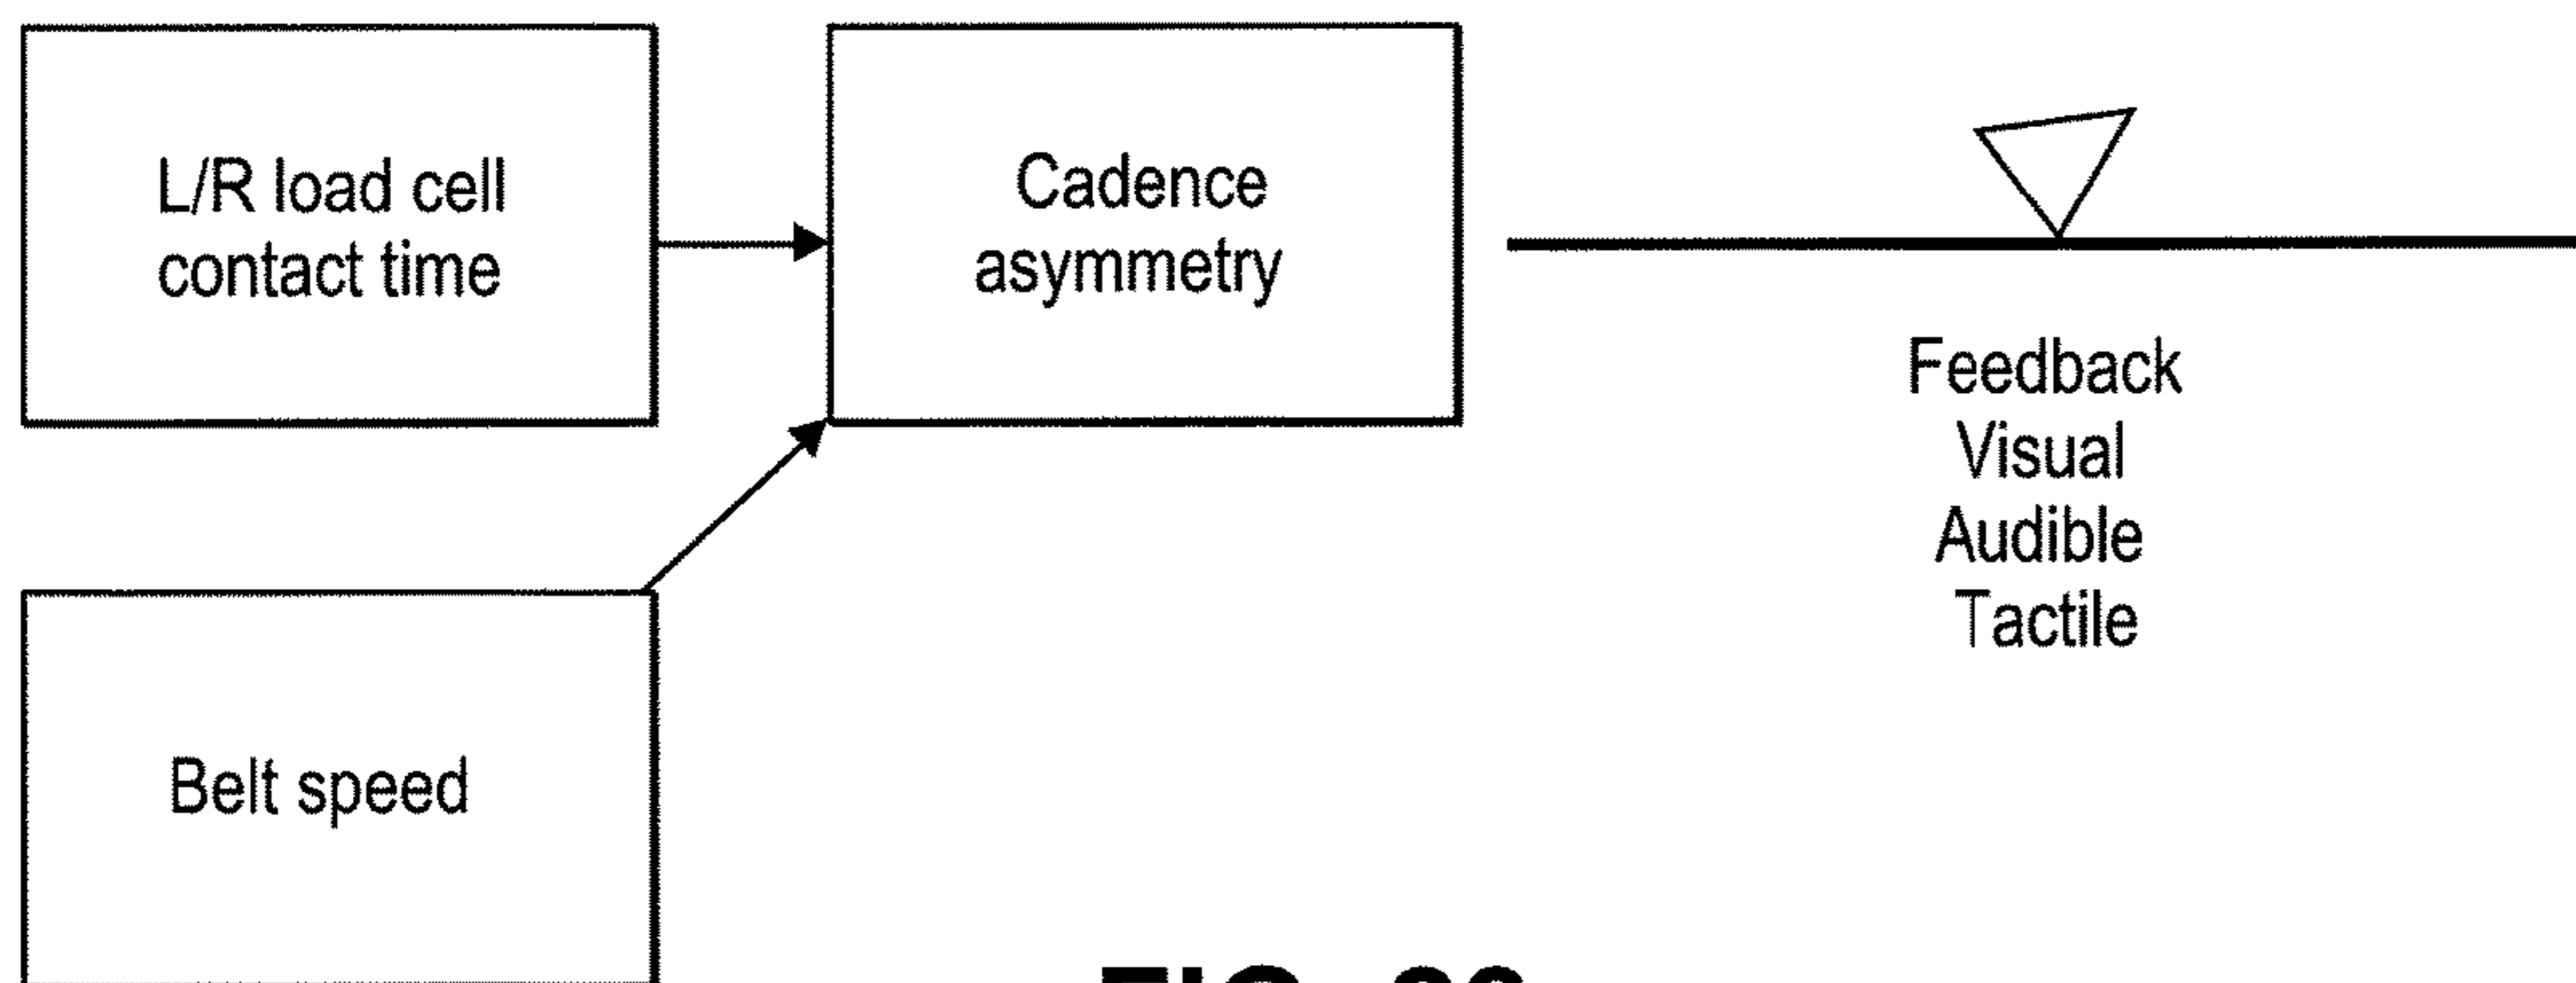 L/R load cell
contact time
Cadence
asymmetry
Feedback
Visual
Audible
Tactile
Belt speed